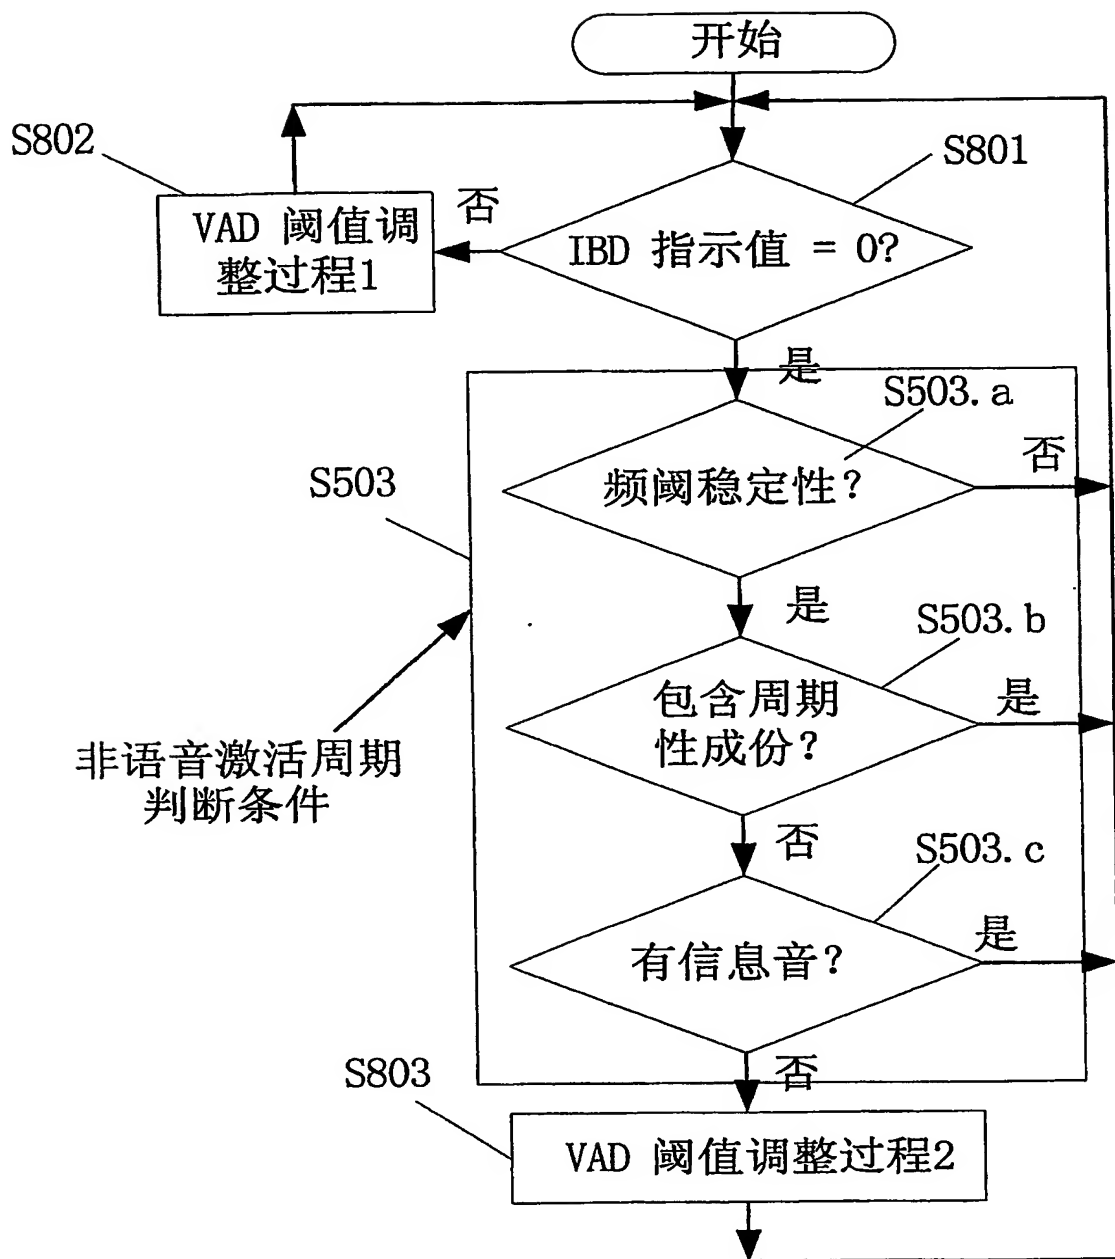 开始
S802
S801
VAD 阈值调
整过程1
否
IBD 指示值 = 0?
是
S503.a
S503
频阈稳定性?
否
是
S503.b
包含周期
性成份?
是
非语音激活周期
判断条件
否
S503.c
有信息音?
是
S803
否
VAD 阈值调整过程2